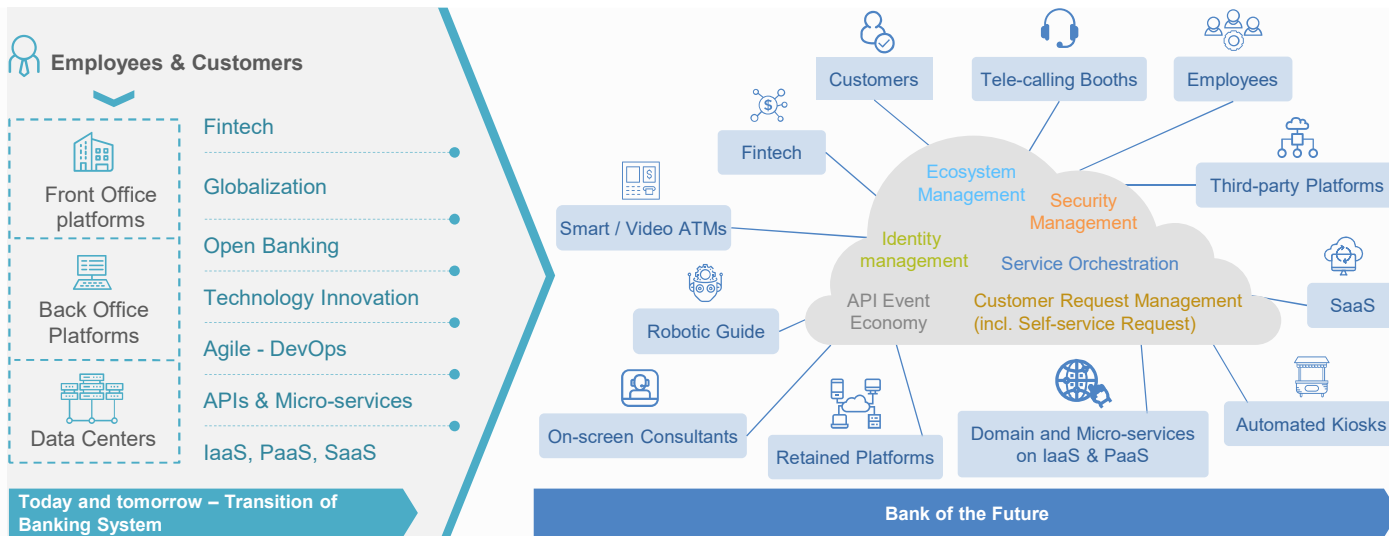 Employees & Customers
Front Office
platforms
Back Office
Platforms
Data Centers
Fintech
Globalization
Open Banking
Technology Innovation
Agile - DevOps
APIs & Micro-services
IaaS, PaaS, SaaS
Today and tomorrow – Transition of
Banking System
Customers
Tele-calling Booths
Employees
Fintech
Third-party Platforms
Smart / Video ATMs
SaaS
Robotic Guide
Automated Kiosks
On-screen Consultants
Retained Platforms
Domain and Micro-services
on IaaS & PaaS
Ecosystem
Management
Security
Management
Identity
management
Service Orchestration
API Event
Economy
Customer Request Management
(incl. Self-service Request)
$
$
Bank of the Future